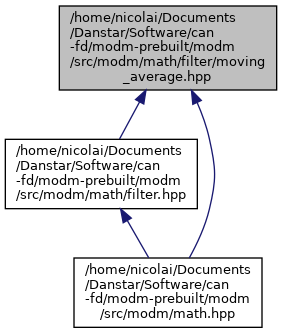 /home/nicolai/Documents
/Danstar/Software/can
-fd/modm-prebuilt/modm
/src/modm/math/filter/moving
_average.hpp
/home/nicolai/Documents
/Danstar/Software/can
-fd/modm-prebuilt/modm
/src/modm/math/filter.hpp
/home/nicolai/Documents
/Danstar/Software/can
-fd/modm-prebuilt/modm
/src/modm/math.hpp